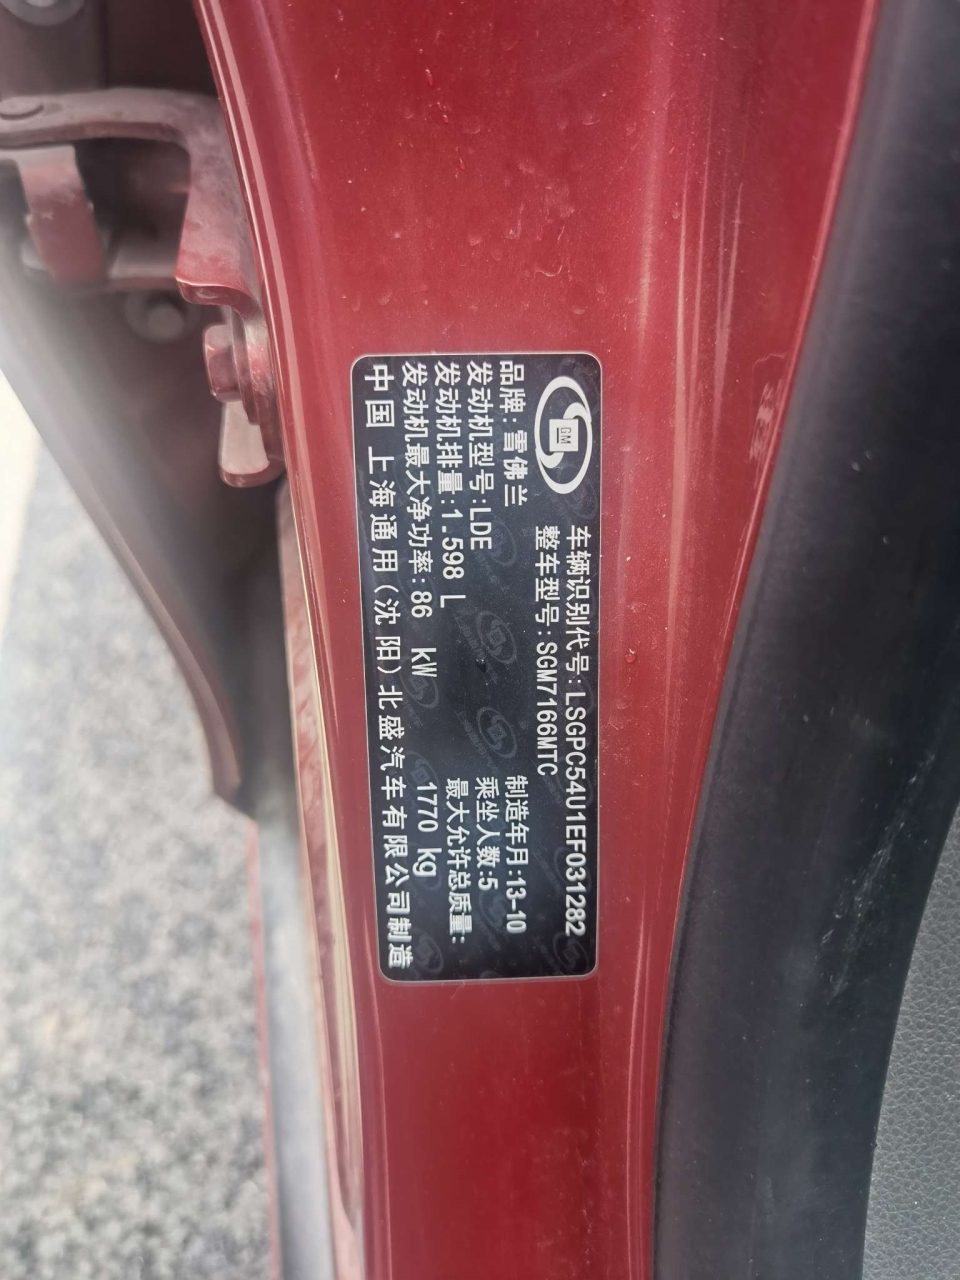 GM
车辆识别代号:LSGPC54U1EF031282
整车型号:SGM7166MTC
品牌:雪佛兰
制造年月:13-10
发动机型号:LDE
乘坐人数:5
发动机排量:1.598 L
最大允许总质量:
发动机最大净功率:86 kW
1770 kg
中国 上海通用(沈阳)北盛汽车有限公司制造